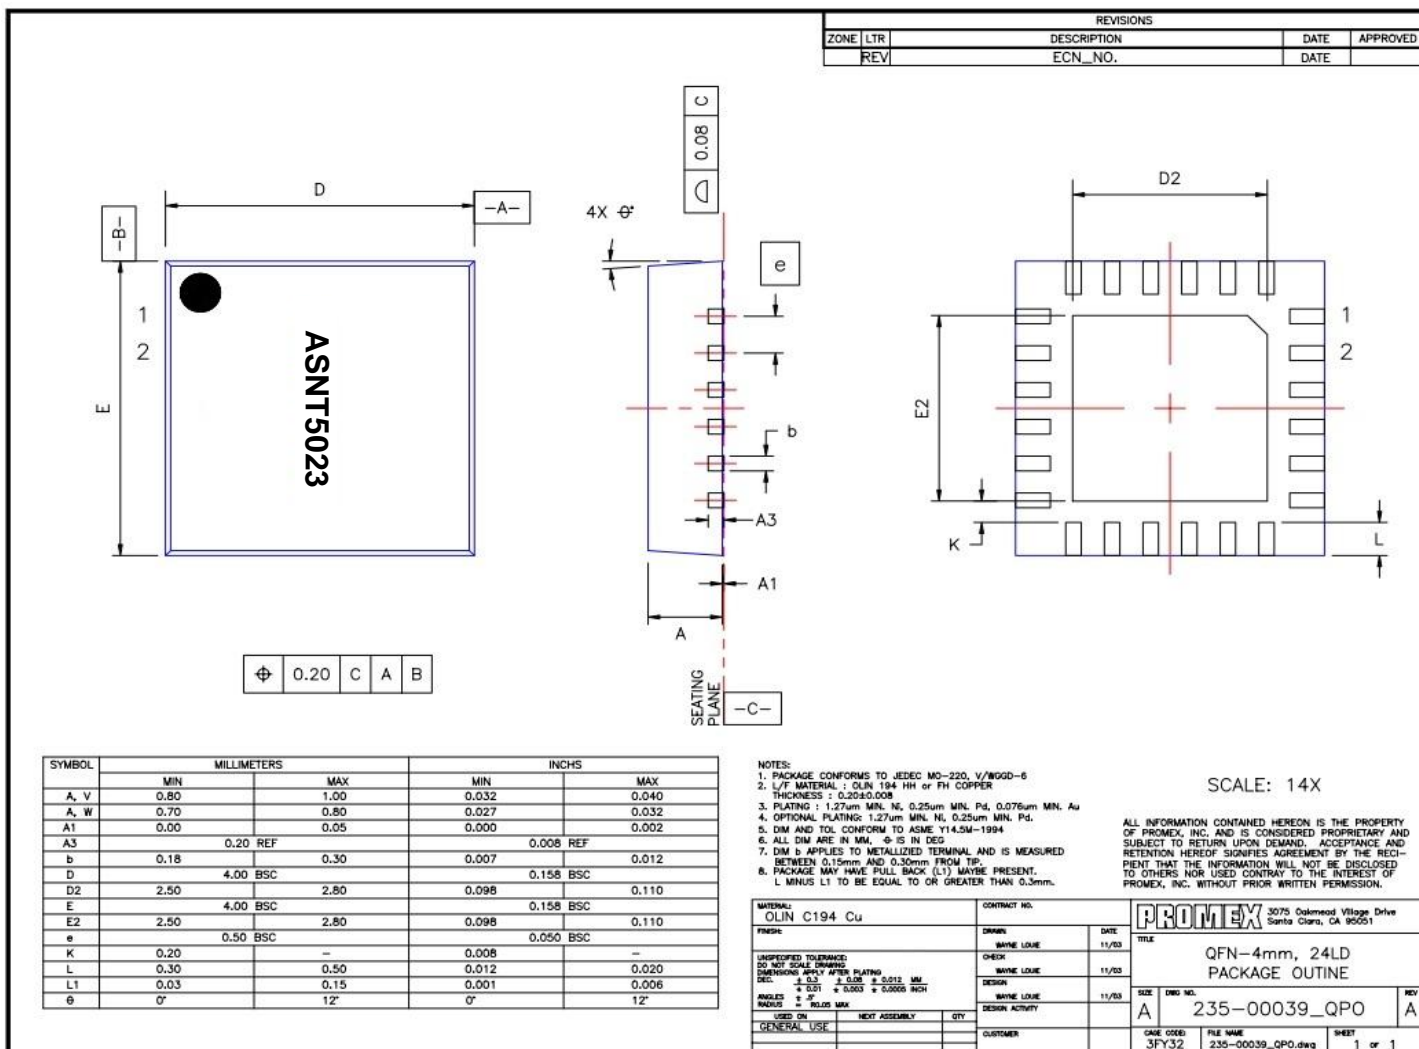 REVISIONS
ZONE LTR DESCRIPTION DATE APPROVED
REV ECN_NO. DATE
⌓ 0.08 C
D
-A-
-B-
4X θ°
e
D2
1
2
E
ASNT5023
b
A3
A1
A
SEATING
PLANE
-C-
E2
1
2
K
L
⌖ 0.20 C A B
SYMBOL MILLIMETERS INCHS
MIN MAX MIN MAX
A, V 0.80 1.00 0.032 0.040
A, W 0.70 0.80 0.027 0.032
A1 0.00 0.05 0.000 0.002
A3 0.20 REF 0.008 REF
b 0.18 0.30 0.007 0.012
D 4.00 BSC 0.158 BSC
D2 2.50 2.80 0.098 0.110
E 4.00 BSC 0.158 BSC
E2 2.50 2.80 0.098 0.110
e 0.50 BSC 0.050 BSC
K 0.20 – 0.008 –
L 0.30 0.50 0.012 0.020
L1 0.03 0.15 0.001 0.006
θ 0° 12° 0° 12°
NOTES:
1. PACKAGE CONFORMS TO JEDEC MO-220, V/WGGD-6
2. L/F MATERIAL : OLIN 194 HH or FH COPPER
THICKNESS : 0.20±0.008
3. PLATING : 1.27um MIN. Ni, 0.25um MIN. Pd, 0.076um MIN. Au
4. OPTIONAL PLATING: 1.27um MIN. Ni, 0.25um MIN. Pd.
5. DIM AND TOL CONFORM TO ASME Y14.5M-1994
6. ALL DIM ARE IN MM, θ IS IN DEG
7. DIM b APPLIES TO METALLIZIED TERMINAL AND IS MEASURED
BETWEEN 0.15mm AND 0.30mm FROM TIP.
8. PACKAGE MAY HAVE PULL BACK (L1) MAYBE PRESENT.
L MINUS L1 TO BE EQUAL TO OR GREATER THAN 0.3mm.
SCALE: 14X
ALL INFORMATION CONTAINED HEREON IS THE PROPERTY
OF PROMEX, INC. AND IS CONSIDERED PROPRIETARY AND
SUBJECT TO RETURN UPON DEMAND. ACCEPTANCE AND
RETENTION HEREOF SIGNIFIES AGREEMENT BY THE RECI-
PIENT THAT THE INFORMATION WILL NOT BE DISCLOSED
TO OTHERS NOR USED CONTRAY TO THE INTEREST OF
PROMEX, INC. WITHOUT PRIOR WRITTEN PERMISSION.
MATERIAL:
OLIN C194 Cu
FINISH:
UNSPECIFIED TOLERANCE:
DO NOT SCALE DRAWING
DIMENSIONS APPLY AFTER PLATING
DEC. ± 0.3 ± 0.08 ± 0.012 MM
± 0.01 ± 0.003 ± 0.0005 INCH
ANGLES ± .5°
RADIUS = R0.05 MAX
USED ON NEXT ASSEMBLY QTY
GENERAL USE
CONTRACT NO.
DRAWN DATE
WAYNE LOUIE 11/03
CHECK
WAYNE LOUIE 11/03
DESIGN
WAYNE LOUIE 11/03
DESIGN ACTIVITY
CUSTOMER
PROMEX 3075 Oakmead Village Drive
Santa Clara, CA 95051
TITLE
QFN-4mm, 24LD
PACKAGE OUTINE
SIZE DWG NO. REV
A 235-00039_QPO A
CAGE CODE: FILE NAME SHEET
3FY32 235-00039_QPO.dwg 1 OF 1